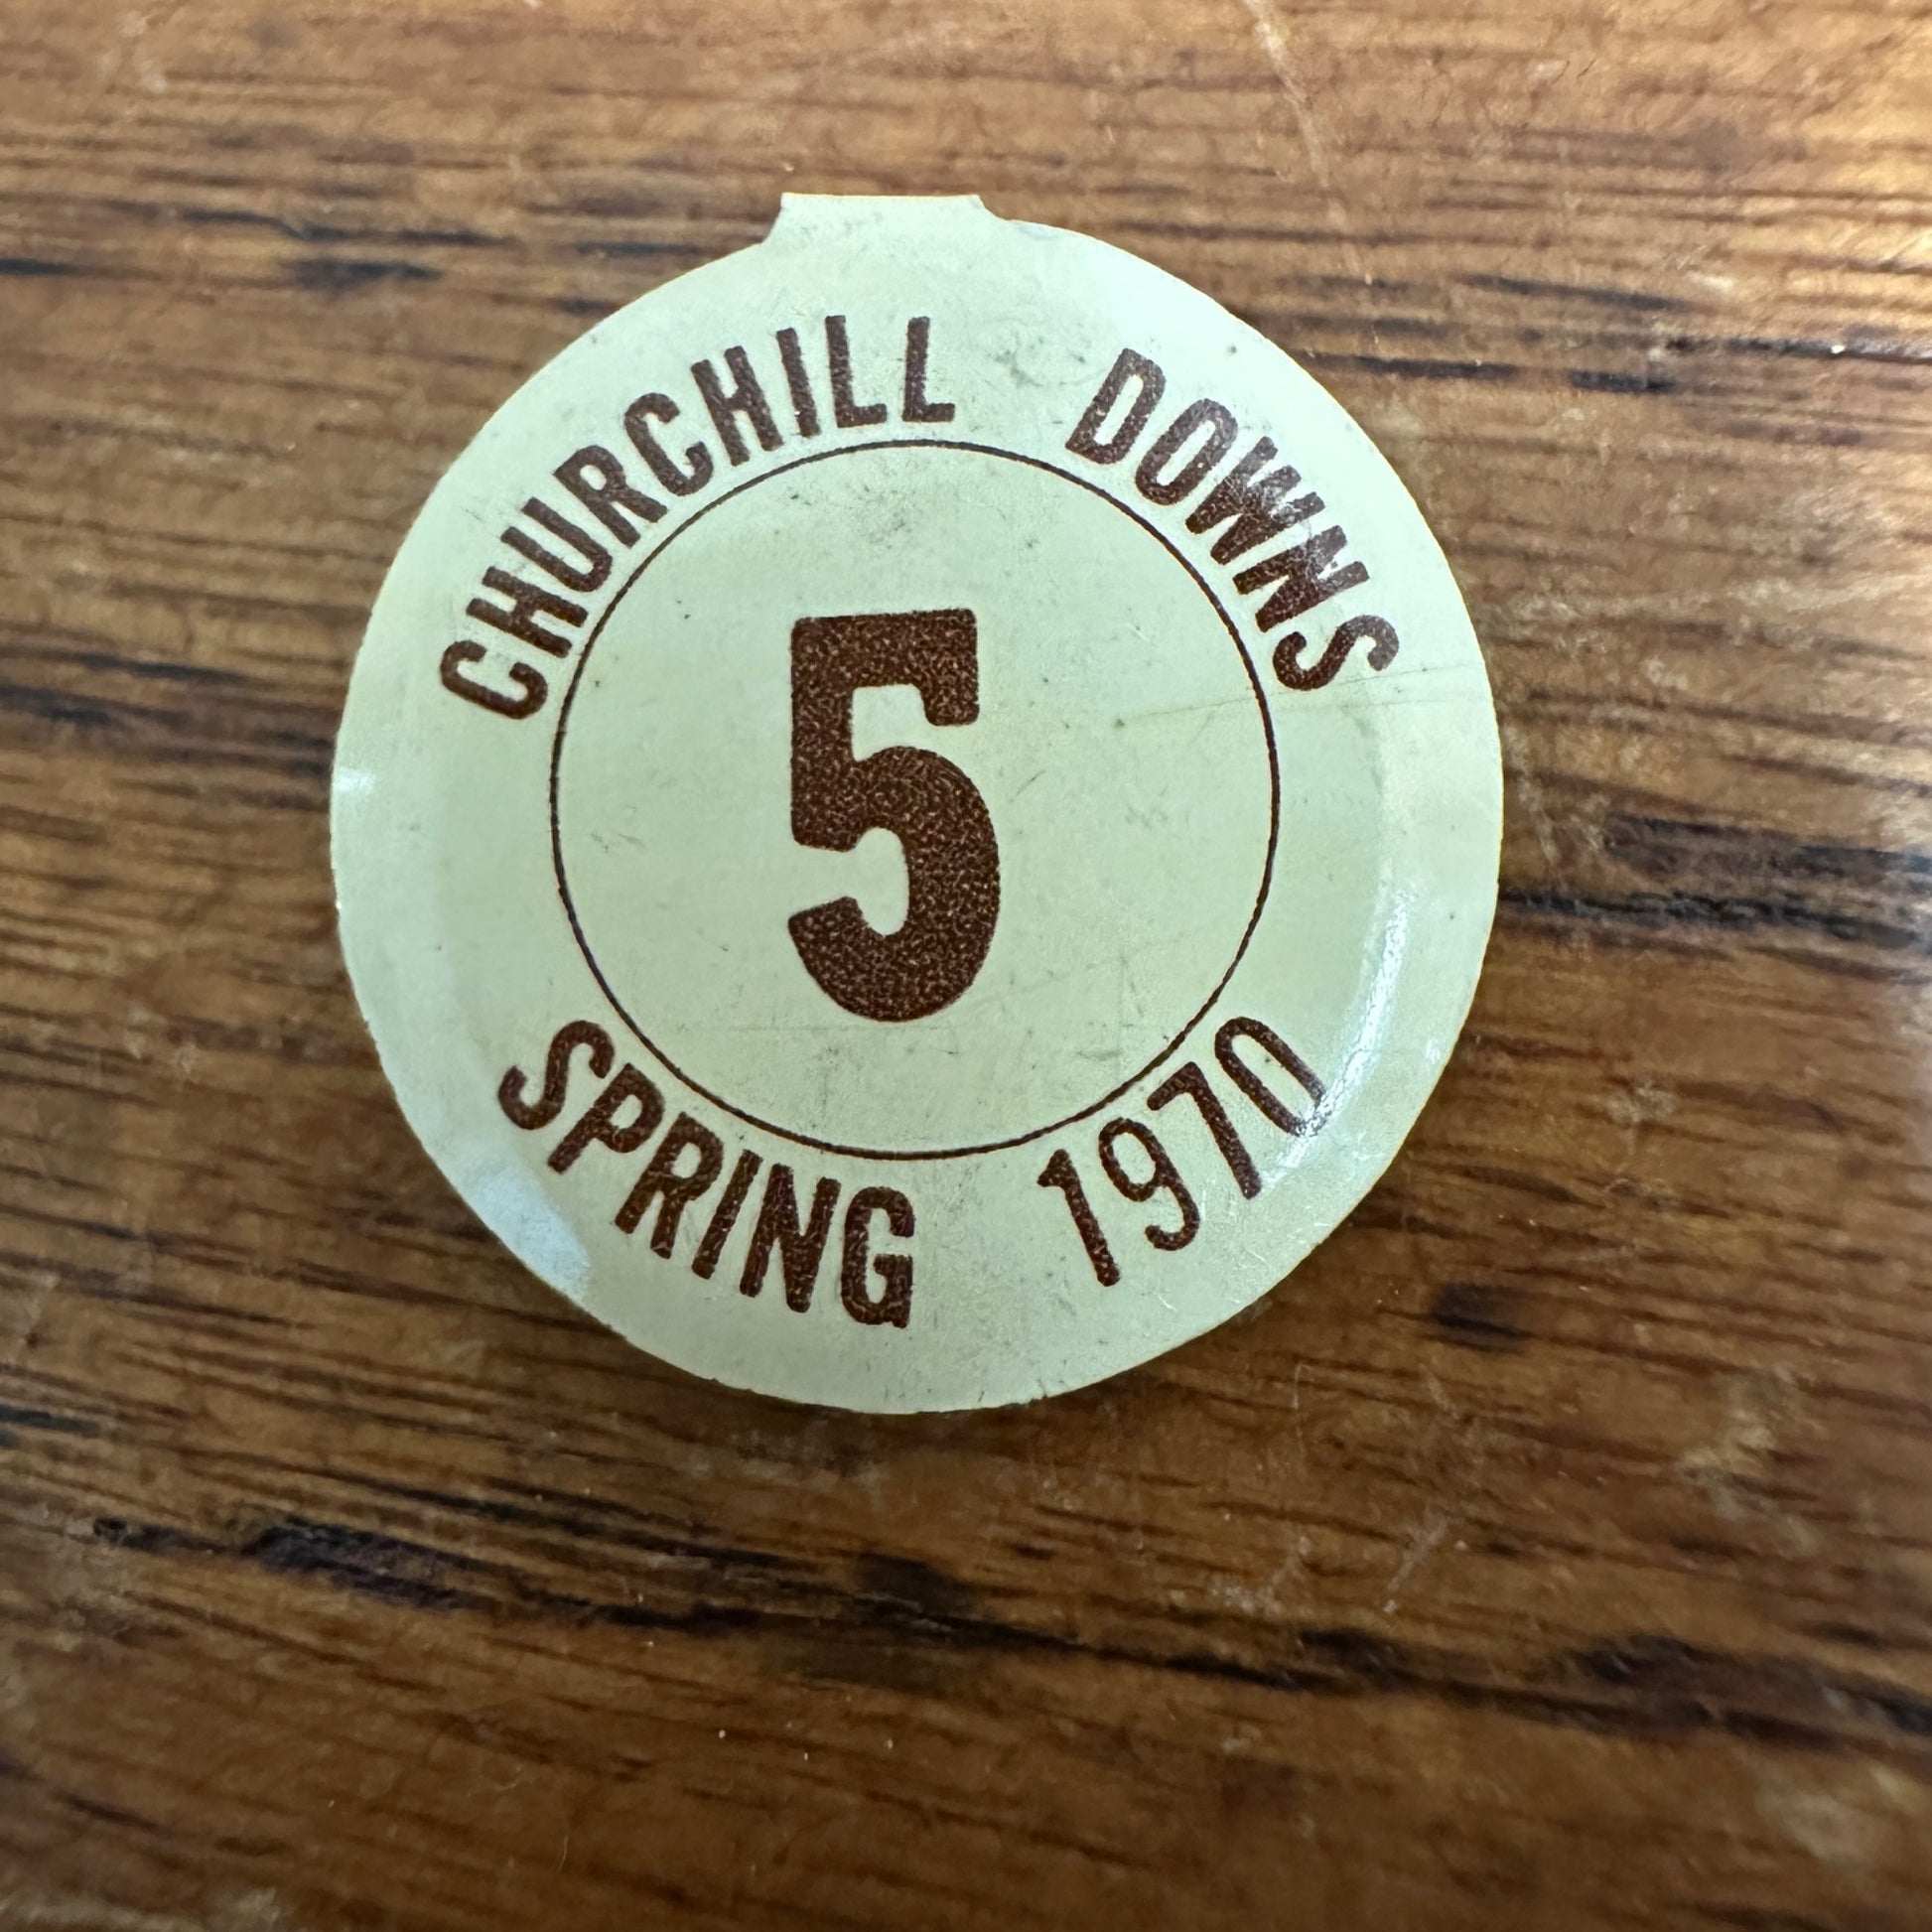 CHURCHILL DOWNS
5
SPRING 1970